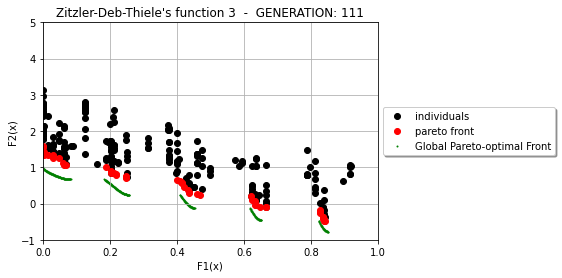 Zitzler-Deb-Thiele's function 3 - GENERATION: 111
5
4
3
2
1
0
−1
F2(x)
0.0 0.2 0.4 0.6 0.8 1.0
F1(x)
individuals
pareto front
Global Pareto-optimal Front